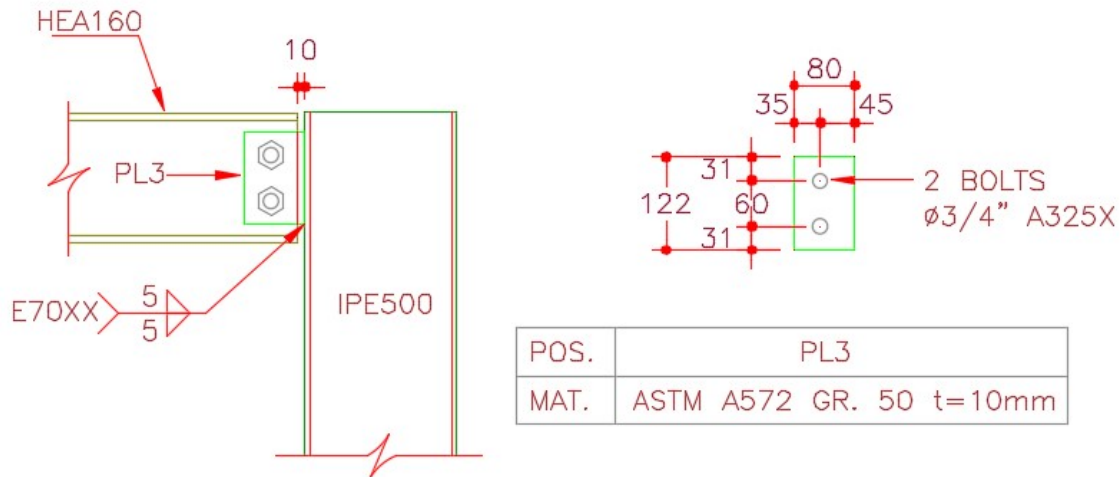 HEA160
10
PL3
E70XX
5
5
IPE500
80
35
45
31
122
60
31
2 BOLTS
ø3/4" A325X
POS.
PL3
MAT.
ASTM A572 GR. 50 t=10mm